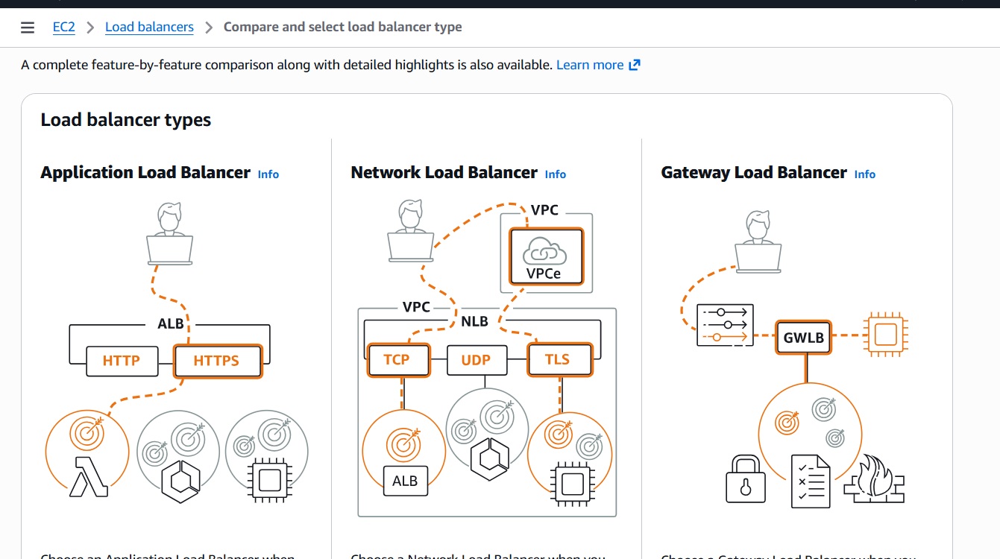 EC2 > Load balancers > Compare and select load balancer type
A complete feature-by-feature comparison along with detailed highlights is also available. Learn more
Load balancer types
Application Load Balancer Info
ALB
HTTP
HTTPS
Network Load Balancer Info
VPC
VPCe
VPC
NLB
TCP
UDP
TLS
ALB
Gateway Load Balancer Info
GWLB
Choose an Application Load Balancer when
Choose a Network Load Balancer when you
Choose a Gateway Load Balancer when you